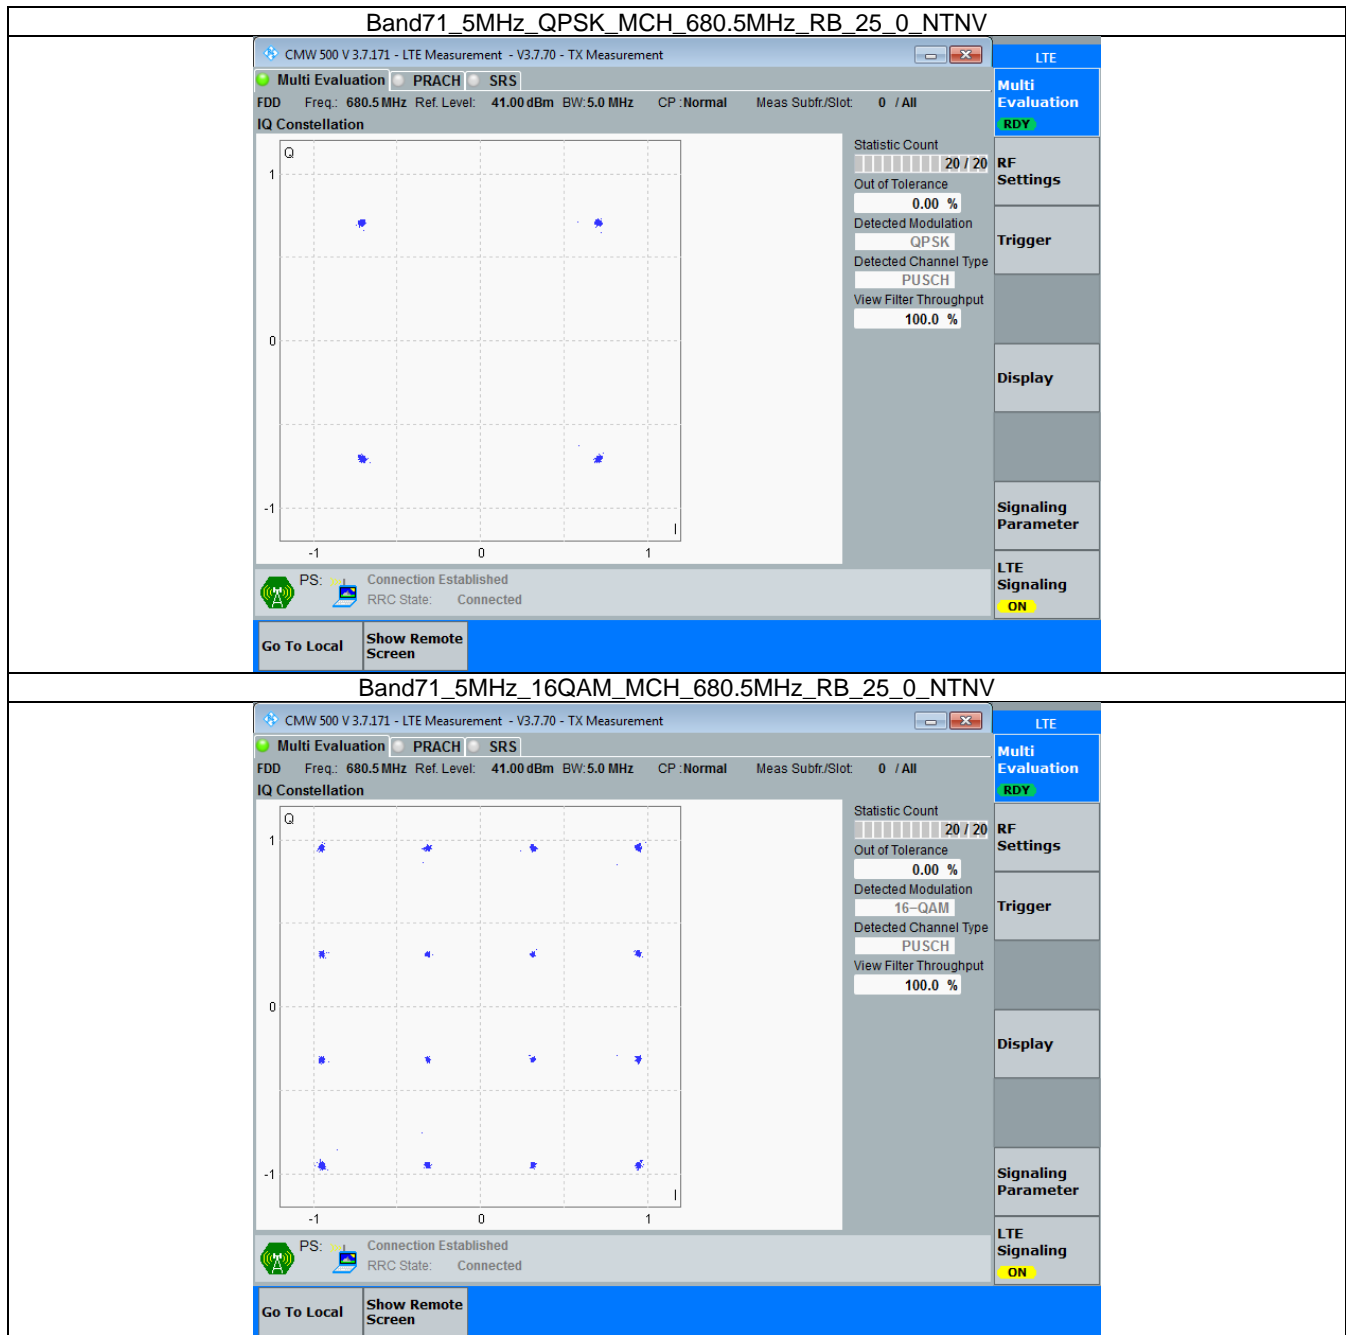 Band71_5MHz_QPSK_MCH_680.5MHz_RB_25_0_NTNV
CMW 500 V 3.7.171 - LTE Measurement - V3.7.70 - TX Measurement
LTE
Multi Evaluation PRACH SRS
Multi Evaluation
RDY
FDD Freq.: 680.5 MHz Ref. Level: 41.00 dBm BW: 5.0 MHz CP : Normal Meas Subfr./Slot: 0 / All
IQ Constellation
Q
1
0
-1
I
-1 0 1
Statistic Count
20 / 20
Out of Tolerance
0.00 %
Detected Modulation
QPSK
Detected Channel Type
PUSCH
View Filter Throughput
100.0 %
RF
Settings
Trigger
Display
Signaling
Parameter
LTE
Signaling
ON
PS: Connection Established
RRC State: Connected
Go To Local
Show Remote
Screen
Band71_5MHz_16QAM_MCH_680.5MHz_RB_25_0_NTNV
CMW 500 V 3.7.171 - LTE Measurement - V3.7.70 - TX Measurement
LTE
Multi Evaluation PRACH SRS
Multi Evaluation
RDY
FDD Freq.: 680.5 MHz Ref. Level: 41.00 dBm BW: 5.0 MHz CP : Normal Meas Subfr./Slot: 0 / All
IQ Constellation
Q
1
0
-1
I
-1 0 1
Statistic Count
20 / 20
Out of Tolerance
0.00 %
Detected Modulation
16-QAM
Detected Channel Type
PUSCH
View Filter Throughput
100.0 %
RF
Settings
Trigger
Display
Signaling
Parameter
LTE
Signaling
ON
PS: Connection Established
RRC State: Connected
Go To Local
Show Remote
Screen